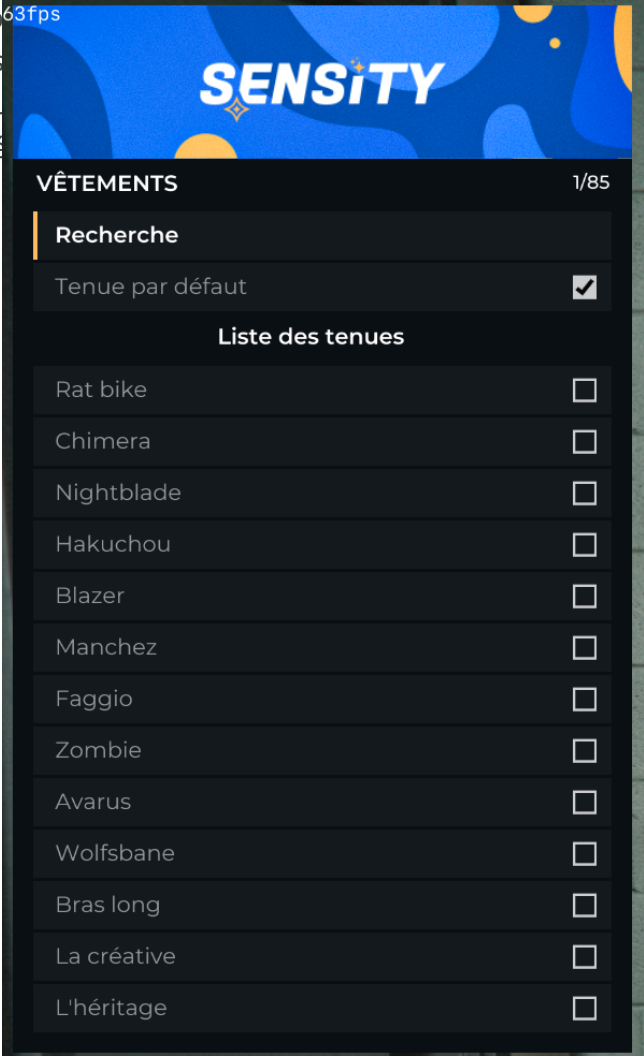 63fps
SENSiTY
VÊTEMENTS 1/85
Recherche
Tenue par défaut
Liste des tenues
Rat bike
Chimera
Nightblade
Hakuchou
Blazer
Manchez
Faggio
Zombie
Avarus
Wolfsbane
Bras long
La créative
L'héritage